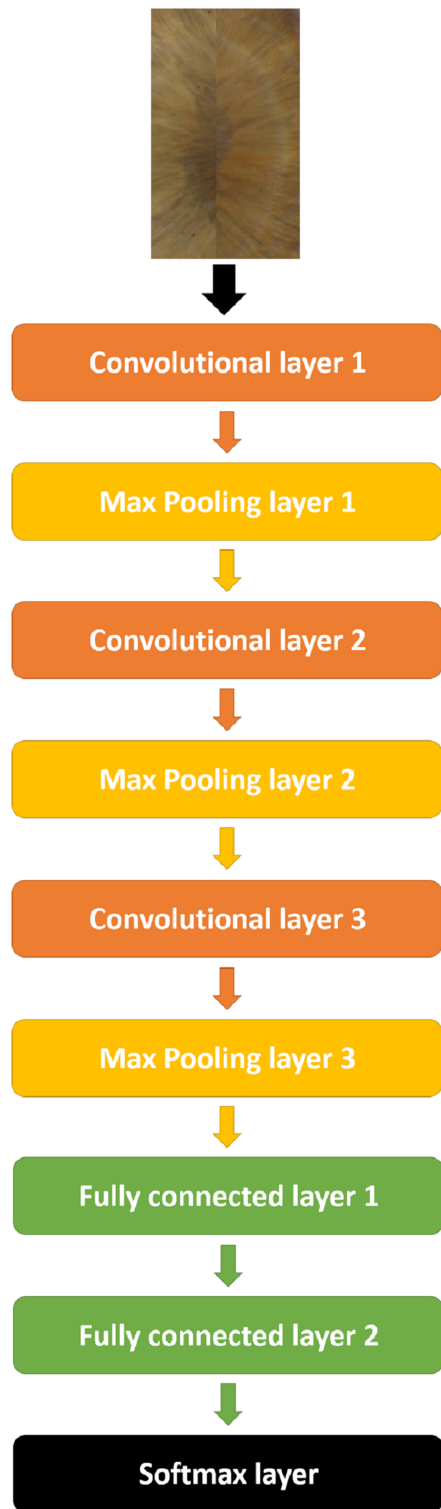 Convolutional layer 1
Max Pooling layer 1
Convolutional layer 2
Max Pooling layer 2
Convolutional layer 3
Max Pooling layer 3
Fully connected layer 1
Fully connected layer 2
Softmax layer